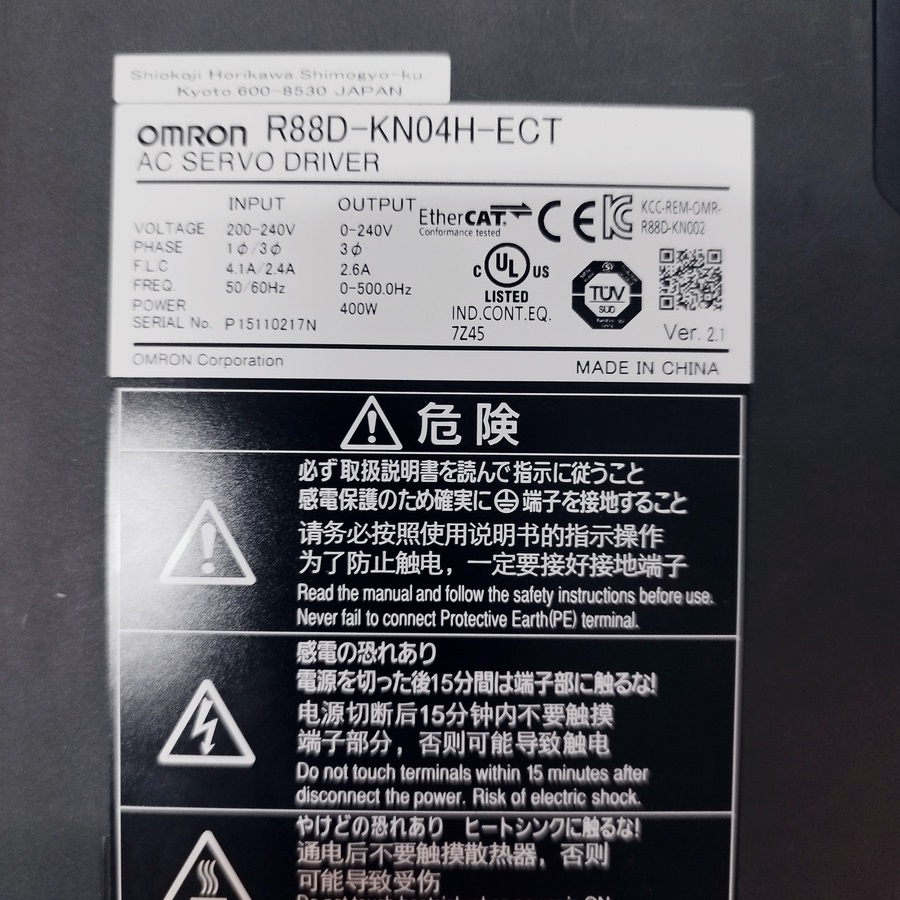 Shiokoji Horikawa.Shimogyo-ku.
Kyoto 600-8530 JAPAN
OMRON R88D-KN04H-ECT
AC SERVO DRIVER
INPUT OUTPUT
VOLTAGE 200-240V 0-240V
PHASE 1ϕ/3ϕ 3ϕ
F.L.C 4.1A/2.4A 2.6A
FREQ. 50/60Hz 0-500.0Hz
POWER 400W
SERIAL No. P15110217N
EtherCAT
Conformance tested
CE
KC
KCC-REM-OMR-
R88D-KN002
C UL US
LISTED
IND.CONT.EQ.
7Z45
TÜV
SÜD
Ver. 2.1
OMRON Corporation
MADE IN CHINA
危険
必ず取扱説明書を読んで指示に従うこと
感電保護のため確実に⏚端子を接地すること
请务必按照使用说明书的指示操作
为了防止触电，一定要接好接地端子
Read the manual and follow the safety instructions before use.
Never fail to connect Protective Earth(PE) terminal.
感電の恐れあり
電源を切った後15分間は端子部に触るな!
电源切断后15分钟内不要触摸
端子部分，否则可能导致触电
Do not touch terminals within 15 minutes after
disconnect the power. Risk of electric shock.
やけどの恐れあり ヒートシンクに触るな!
通电后不要触摸散热器，否则
可能导致受伤